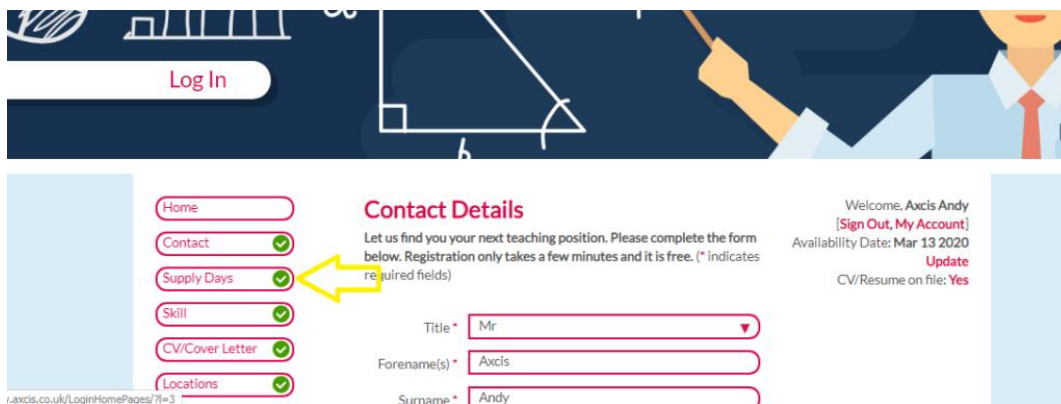 Log In
b
Home
Contact
Supply Days
Skill
CV/Cover Letter
Locations
Contact Details
Let us find you your next teaching position. Please complete the form
below. Registration only takes a few minutes and it is free. (* indicates
required fields)
Title * Mr
Forename(s) * Axcis
Surname * Andy
Welcome, Axcis Andy
[Sign Out, My Account]
Availability Date: Mar 13 2020
Update
CV/Resume on file: Yes
.axcis.co.uk/LoginHomePages/?l=3